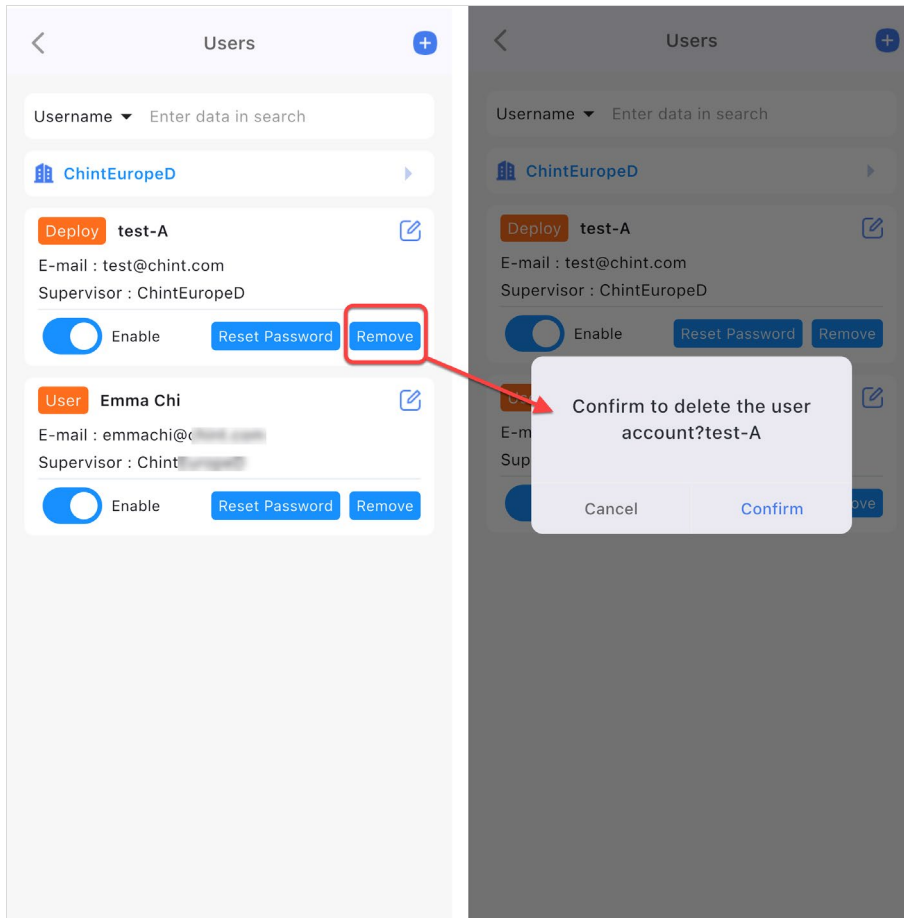 Users
Username Enter data in search
ChintEuropeD
Deploy test-A
E-mail : test@chint.com
Supervisor : ChintEuropeD
Enable Reset Password Remove
User Emma Chi
E-mail : emmachi@
Supervisor : Chint
Enable Reset Password Remove
Users
Username Enter data in search
ChintEuropeD
Deploy test-A
E-mail : test@chint.com
Supervisor : ChintEuropeD
Enable Reset Password Remove
Confirm to delete the user
account?test-A
E-m
Sup
Cancel Confirm
ove